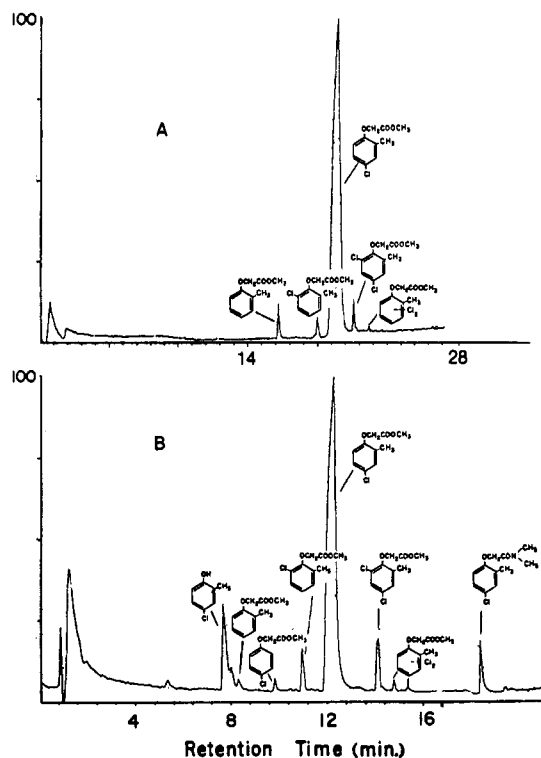 100
A
OCH₂COOCH₃
CH₃
Cl
OCH₂COOCH₃
CH₃
OCH₂COOCH₃
Cl
CH₃
OCH₂COOCH₃
Cl
CH₃
Cl
OCH₂COOCH₃
CH₃
Cl₂
14
28
100
B
OCH₂COOCH₃
CH₃
Cl
OH
CH₃
Cl
OCH₂COOCH₃
CH₃
OCH₂COOCH₃
Cl
OCH₂COOCH₃
Cl
CH₃
OCH₂COOCH₃
Cl
CH₃
Cl
OCH₂COOCH₃
CH₃
Cl₂
OCH₂CON
CH₃
CH₃
CH₃
Cl
4 8 12 16
Retention Time (min.)